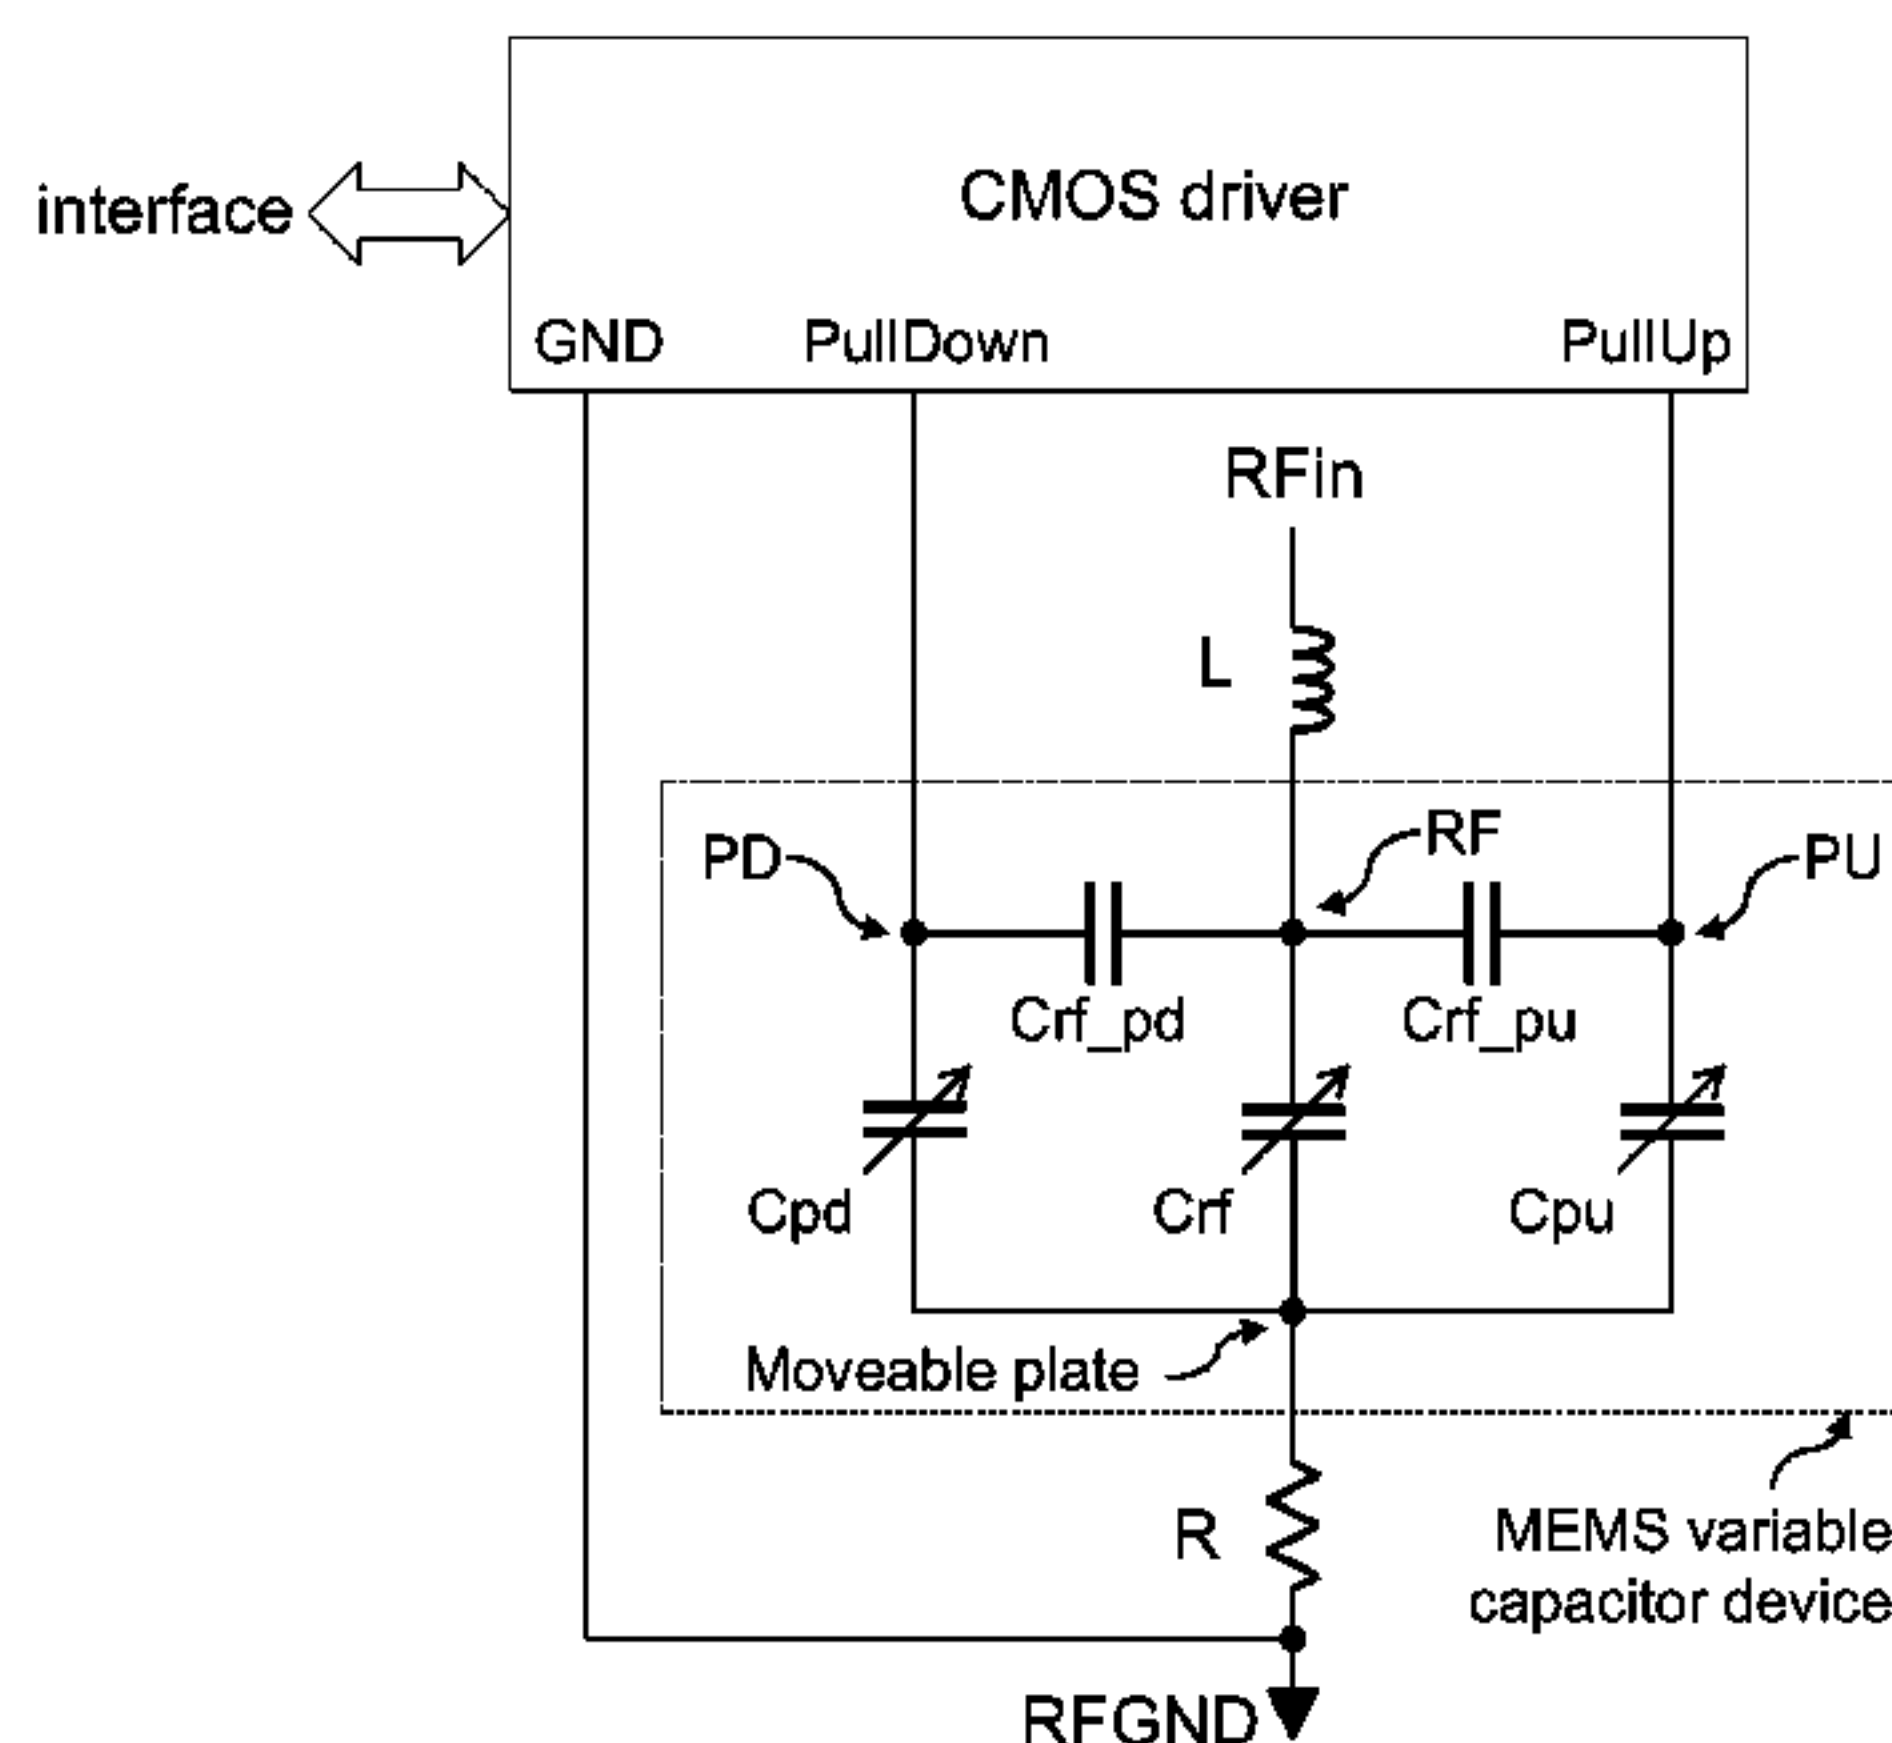 CMOS driver
interface
GND
PullDown
PullUp
RFin
L
RF
PD
PU
Crf_pd
Crf_pu
Cpd
Crf
Cpu
Moveable plate
R
MEMS variable
capacitor device
RFGND